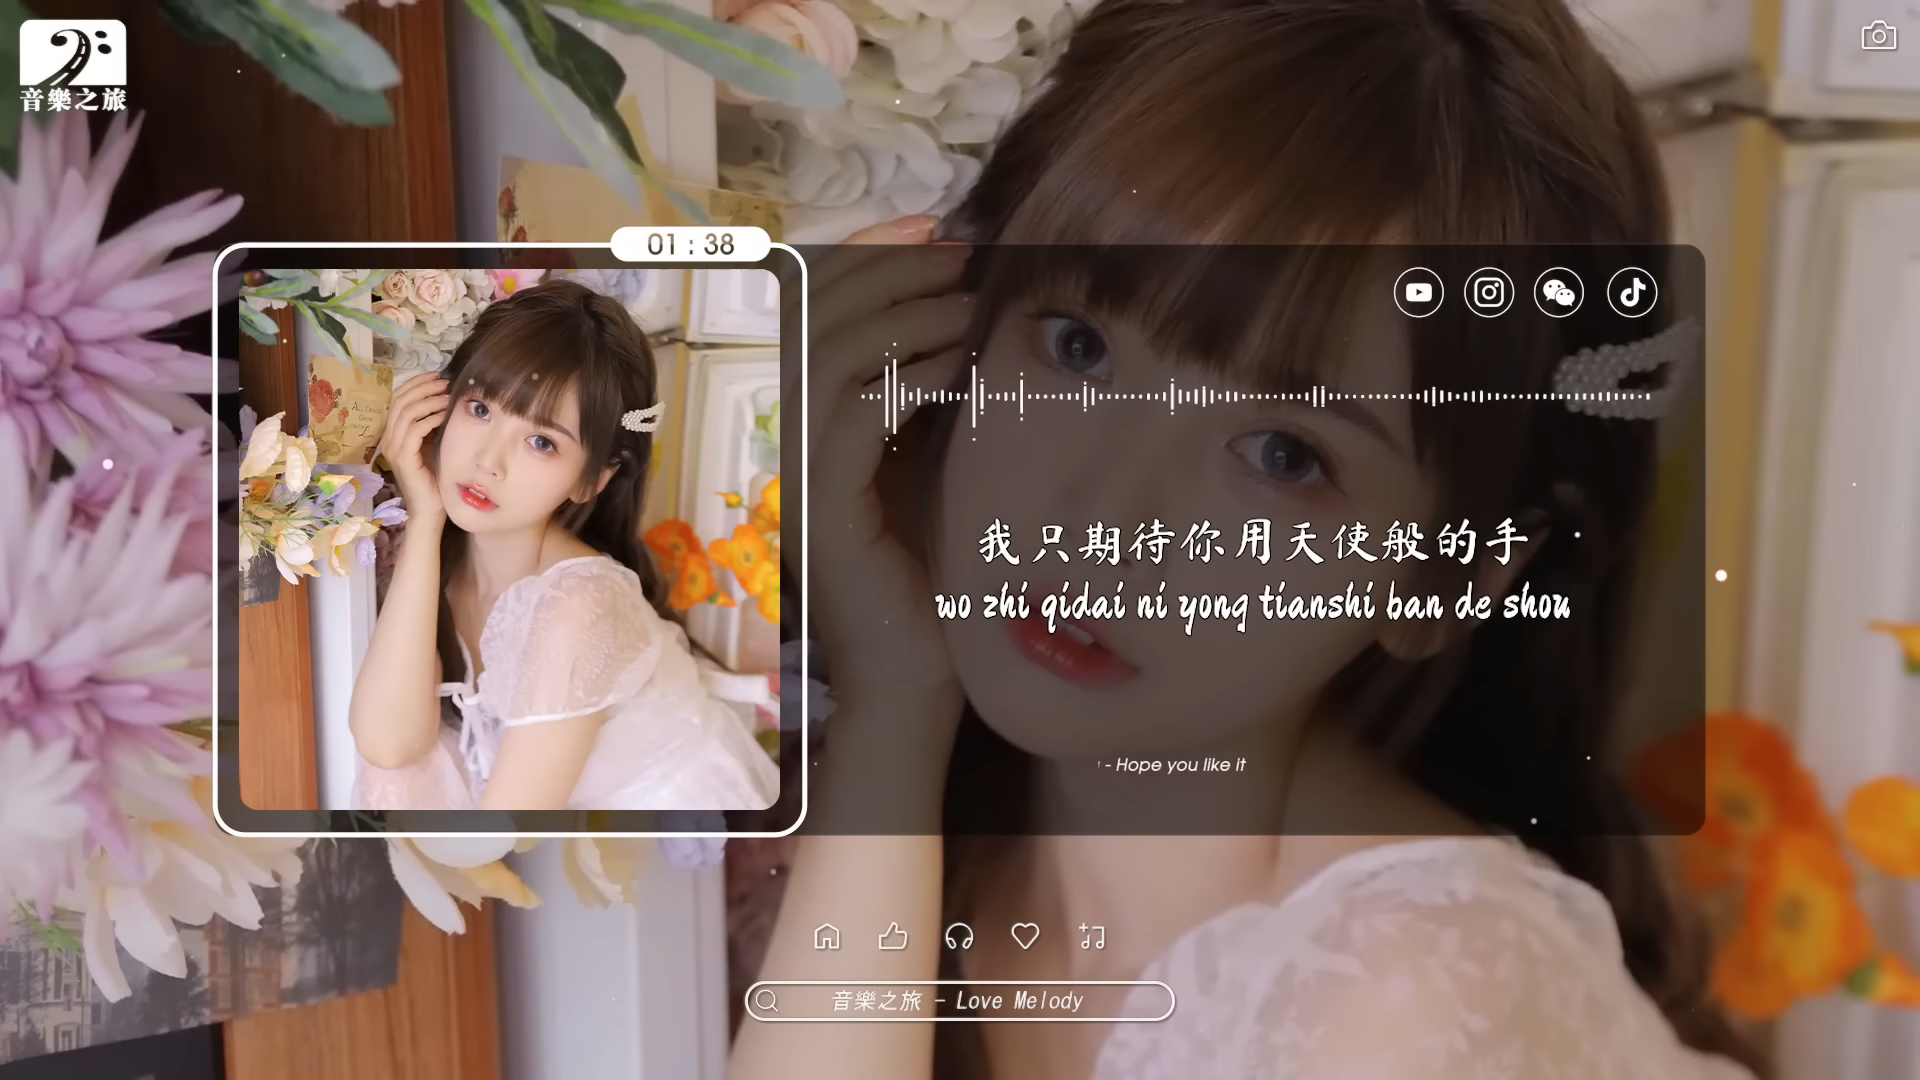 音樂之旅
01 : 38
我只期待你用天使般的手
wo zhi qidai ni yong tianshi ban de shou
- Hope you like it
音樂之旅 - Love Melody